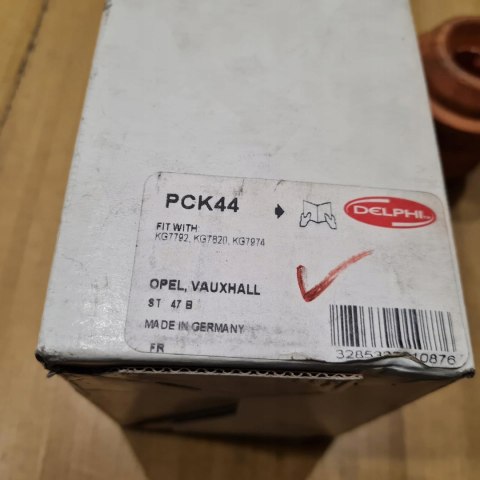 PCK44
DELPHI
FIT WITH
KG7792, KG7820, KG7974
OPEL, VAUXHALL
ST 47 B
MADE IN GERMANY
FR